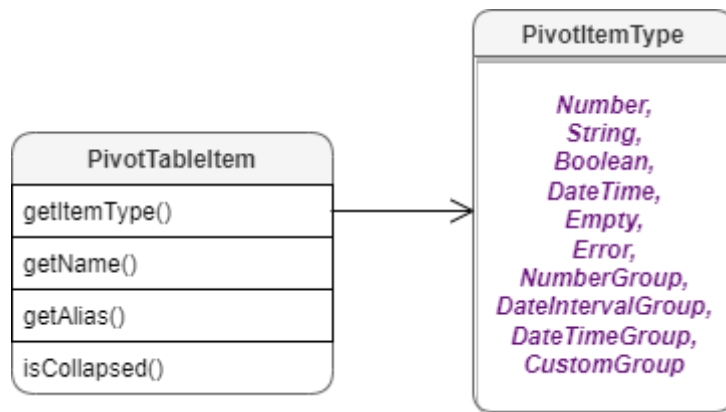 PivotItemType
Number,
String,
Boolean,
DateTime,
Empty,
Error,
NumberGroup,
DateIntervalGroup,
DateTimeGroup,
CustomGroup
PivotTableItem
getItemType()
getName()
getAlias()
isCollapsed()